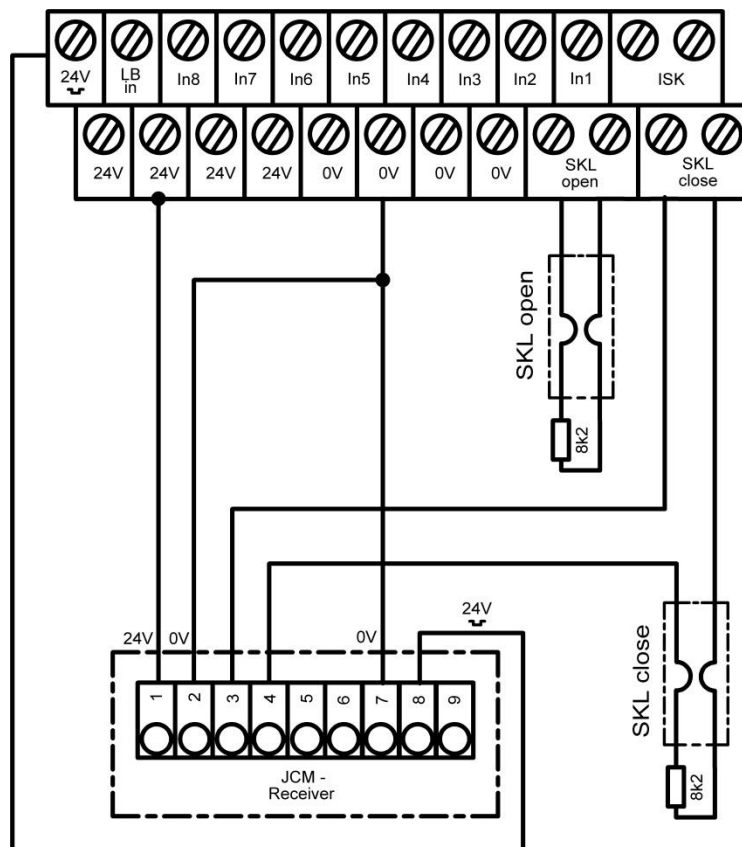 24V
LB
in
In8
In7
In6
In5
In4
In3
In2
In1
ISK
24V
24V
24V
24V
0V
0V
0V
0V
SKL
open
SKL
close
SKL open
8k2
24V
24V
0V
0V
SKL close
8k2
1
2
3
4
5
6
7
8
9
JCM -
Receiver